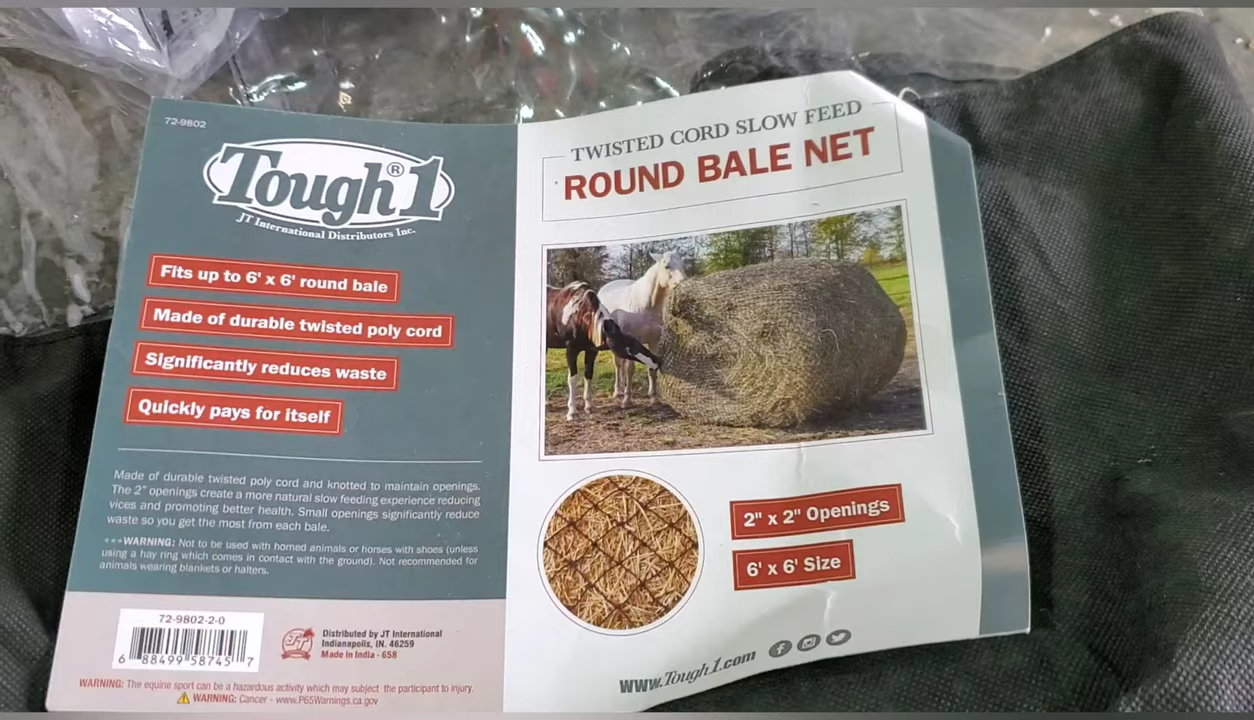 72-9802
Tough 1®
JT International Distributors Inc.
Fits up to 6' x 6' round bale
Made of durable twisted poly cord
Significantly reduces waste
Quickly pays for itself
Made of durable twisted poly cord and knotted to maintain openings.
The 2" openings create a more natural slow feeding experience reducing
vices and promoting better health. Small openings significantly reduce
waste so you get the most from each bale.
***WARNING: Not to be used with horned animals or horses with shoes (unless
using a hay ring which comes in contact with the ground). Not recommended for
animals wearing blankets or halters.
72-9802-2-0
6 88499 58745 7
JT
Distributed by JT International
Indianapolis, IN. 46259
Made in India - 658
WARNING: The equine sport can be a hazardous activity which may subject the participant to injury.
WARNING: Cancer - www.P65Warnings.ca.gov
TWISTED CORD SLOW FEED
ROUND BALE NET
2" x 2" Openings
6' x 6' Size
www.Tough1.com